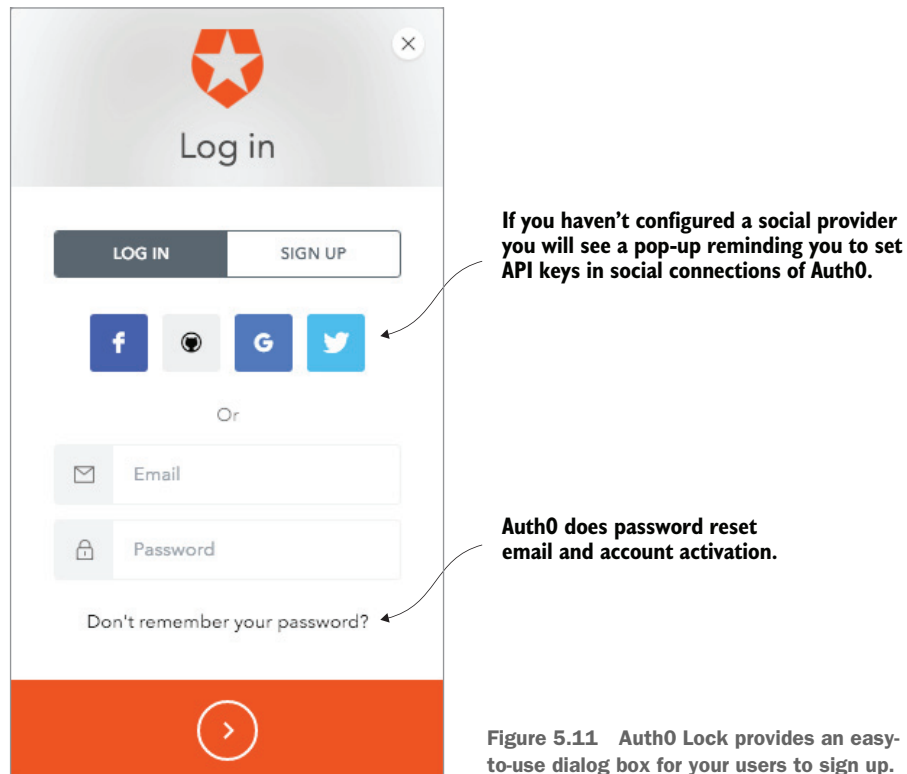 Log in
LOG IN
SIGN UP
f
G
Or
Email
Password
Don't remember your password?
If you haven't configured a social provider
you will see a pop-up reminding you to set
API keys in social connections of Auth0.
Auth0 does password reset
email and account activation.
Figure 5.11 Auth0 Lock provides an easy-
to-use dialog box for your users to sign up.